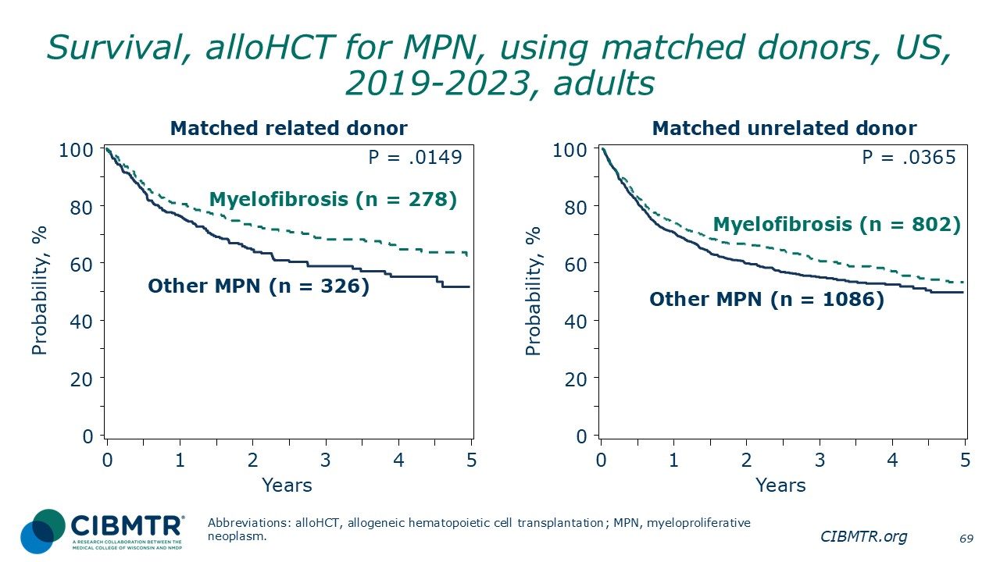 Survival, alloHCT for MPN, using matched donors, US,
2019-2023, adults
Matched related donor
P = .0149
Myelofibrosis (n = 278)
Other MPN (n = 326)
Probability, %
100
80
60
40
20
0
0 1 2 3 4 5
Years
Matched unrelated donor
P = .0365
Myelofibrosis (n = 802)
Other MPN (n = 1086)
Probability, %
100
80
60
40
20
0
0 1 2 3 4 5
Years
CIBMTR®
A RESEARCH COLLABORATION BETWEEN THE
MEDICAL COLLEGE OF WISCONSIN AND NMDP
Abbreviations: alloHCT, allogeneic hematopoietic cell transplantation; MPN, myeloproliferative
neoplasm.
CIBMTR.org
69